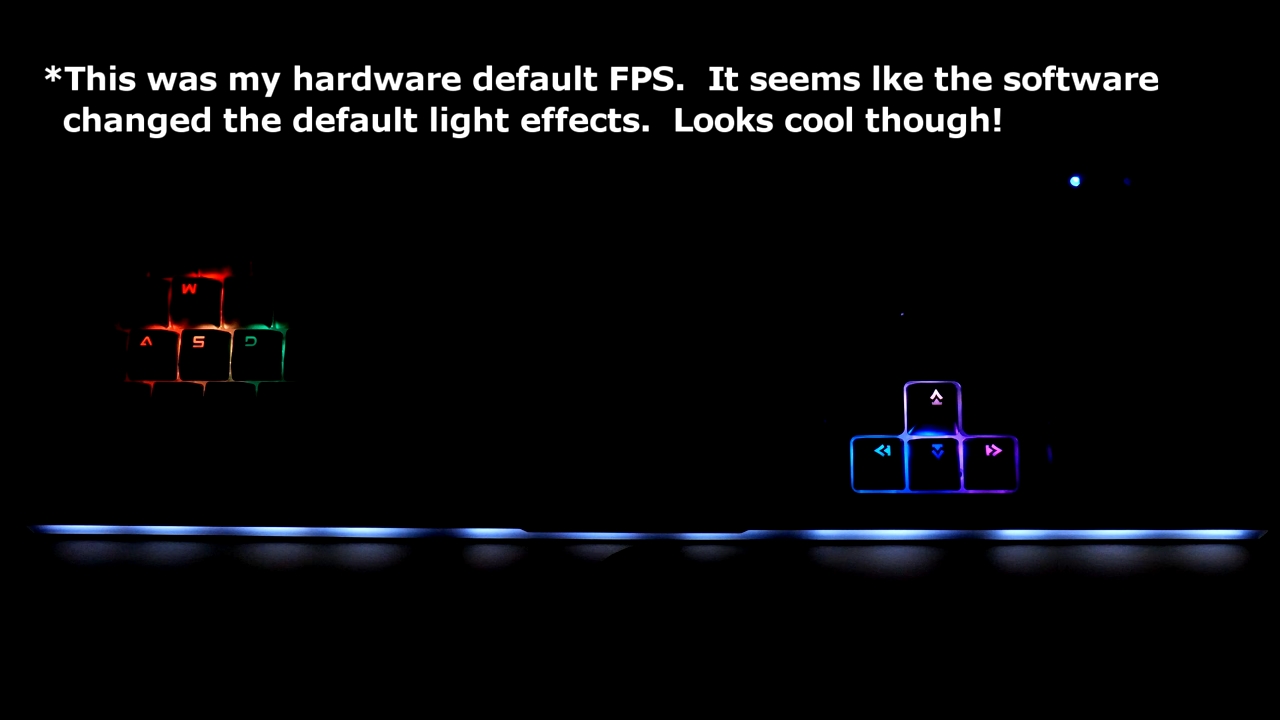 *This was my hardware default FPS.  It seems lke the software
changed the default light effects.  Looks cool though!
W
A S D